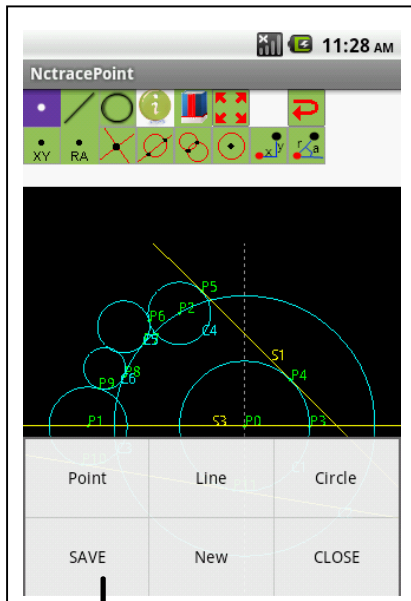 11:28 AM
NctracePoint
XY RA x y r a
P5
P6 P2
C4
S1
P8
P9 C6 P4
P1 S3 P0 P3
Point Line Circle
SAVE New CLOSE